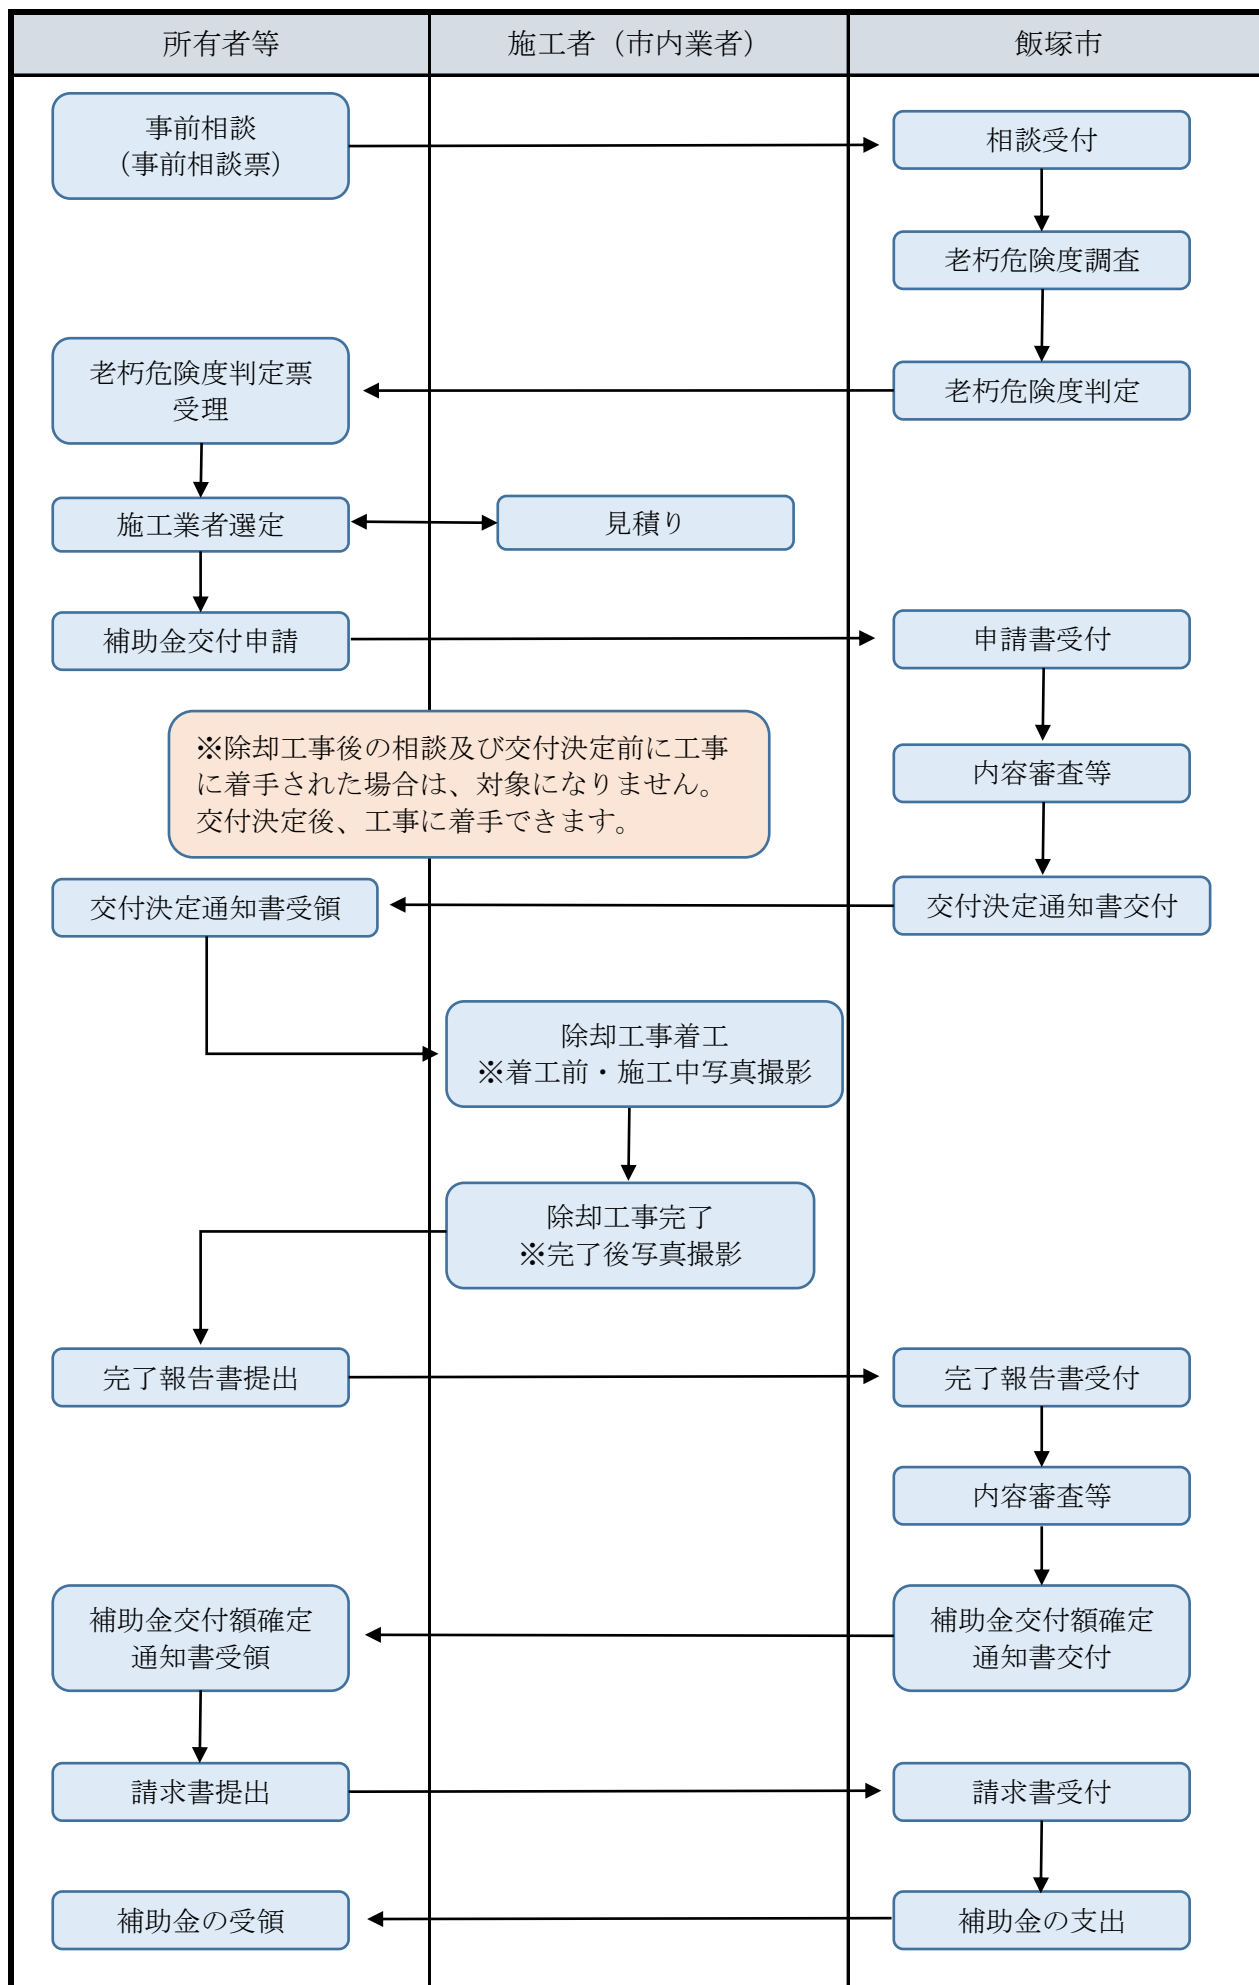 所有者等
施工者（市内業者）
飯塚市
事前相談
（事前相談票）
相談受付
老朽危険度調査
老朽危険度判定票
受理
老朽危険度判定
施工業者選定
見積り
補助金交付申請
申請書受付
※除却工事後の相談及び交付決定前に工事
に着手された場合は、対象になりません。
交付決定後、工事に着手できます。
内容審査等
交付決定通知書受領
交付決定通知書交付
除却工事着工
※着工前・施工中写真撮影
除却工事完了
※完了後写真撮影
完了報告書提出
完了報告書受付
内容審査等
補助金交付額確定
通知書受領
補助金交付額確定
通知書交付
請求書提出
請求書受付
補助金の受領
補助金の支出